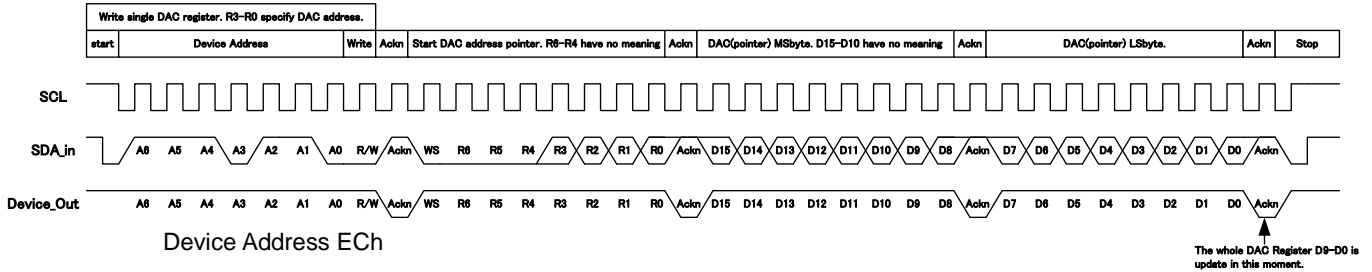 Write single DAC register. R3-R0 specify DAC address.
start Device Address Write Ackn Start DAC address pointer. R6-R4 have no meaning Ackn DAC(pointer) MSbyte. D15-D10 have no meaning Ackn DAC(pointer) LSbyte. Ackn Stop
SCL
SDA_in A6 A5 A4 A3 A2 A1 A0 R/W Ackn WS R6 R5 R4 R3 R2 R1 R0 Ackn D15 D14 D13 D12 D11 D10 D9 D8 Ackn D7 D6 D5 D4 D3 D2 D1 D0 Ackn
Device_Out A6 A5 A4 A3 A2 A1 A0 R/W Ackn WS R6 R5 R4 R3 R2 R1 R0 Ackn D15 D14 D13 D12 D11 D10 D9 D8 Ackn D7 D6 D5 D4 D3 D2 D1 D0 Ackn
Device Address ECh
The whole DAC Register D9-D0 is
update in this moment.